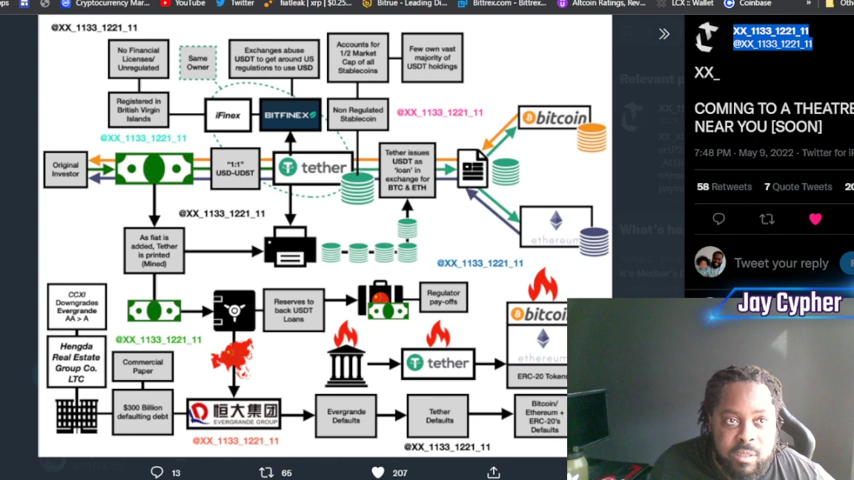 Cryptocurrency Mar...
YouTube
Twitter
fiatleak | xrp | $0.25...
Bitrue - Leading Di...
Bittrex.com - Bittrex...
Altcoin Ratings, Rev...
LCX :: Wallet
Coinbase
@XX_1133_1221_11
No Financial
Licenses/
Unregulated
Same
Owner
Exchanges abuse
USDT to get around US
regulations to use USD
Accounts for
1/2 Market
Cap of all
Stablecoins
Few own vast
majority of
USDT holdings
Registered in
British Virgin
Islands
iFinex
BITFINEX
Non Regulated
Stablecoin
@XX_1133_1221_11
bitcoin
@XX_1133_1221_11
Original
Investor
"1:1"
USD-UDST
tether
Tether issues
USDT as
'loan' in
exchange for
BTC & ETH
@XX_1133_1221_11
ethereum
As fiat is
added, Tether
is printed
(Mined)
@XX_1133_1221_11
CCXI
Downgrades
Evergrande
AA > A
Reserves to
back USDT
Loans
Regulator
pay-offs
bitcoin
ethereum
ERC-20 Tokens
@XX_1133_1221_11
Hengda
Real Estate
Group Co.
LTC
Commercial
Paper
tether
$300 Billion
defaulting debt
恒大集团
EVERGRANDE GROUP
Evergrande
Defaults
Tether
Defaults
Bitcoin/
Ethereum +
ERC-20's
Defaults
@XX_1133_1221_11
@XX_1133_1221_11
13
65
207
XX_1133_1221_11
@XX_1133_1221_11
XX_
COMING TO A THEATRE
NEAR YOU [SOON]
7:48 PM · May 9, 2022 · Twitter for iP
58 Retweets
7 Quote Tweets
20
Tweet your reply
Jay Cypher